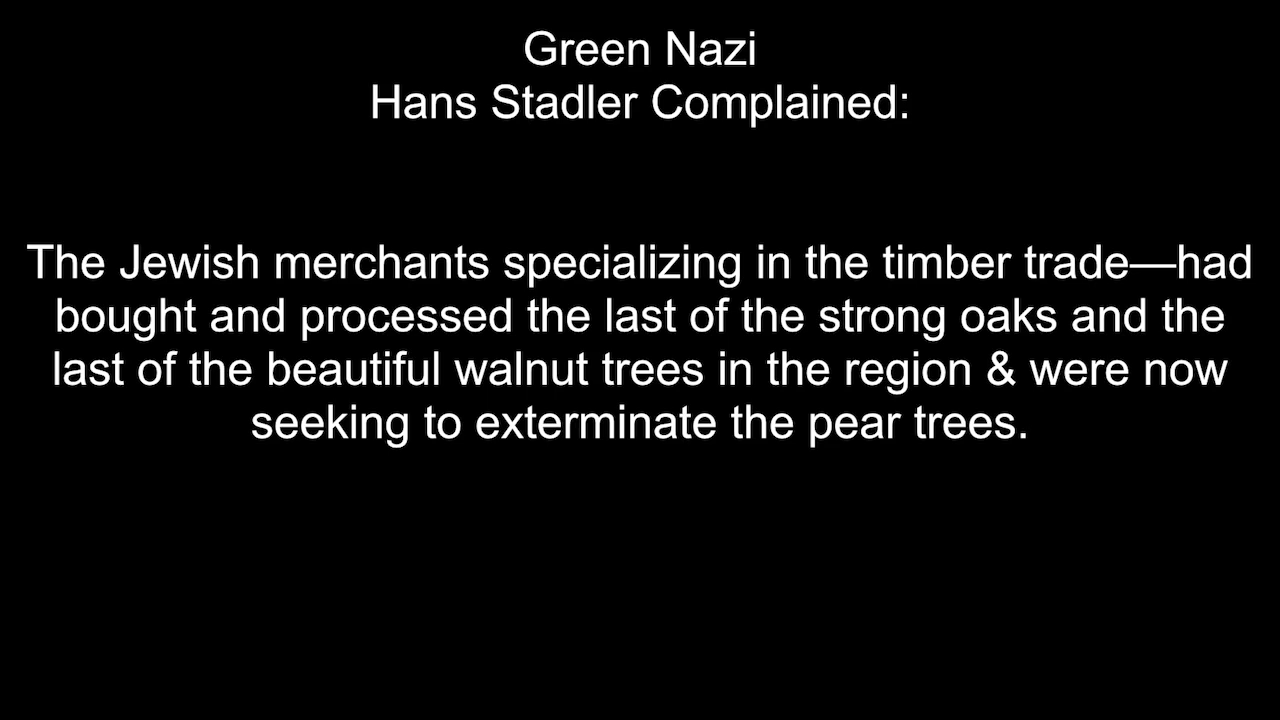 Green Nazi
Hans Stadler Complained:
The Jewish merchants specializing in the timber trade—had
bought and processed the last of the strong oaks and the
last of the beautiful walnut trees in the region & were now
seeking to exterminate the pear trees.